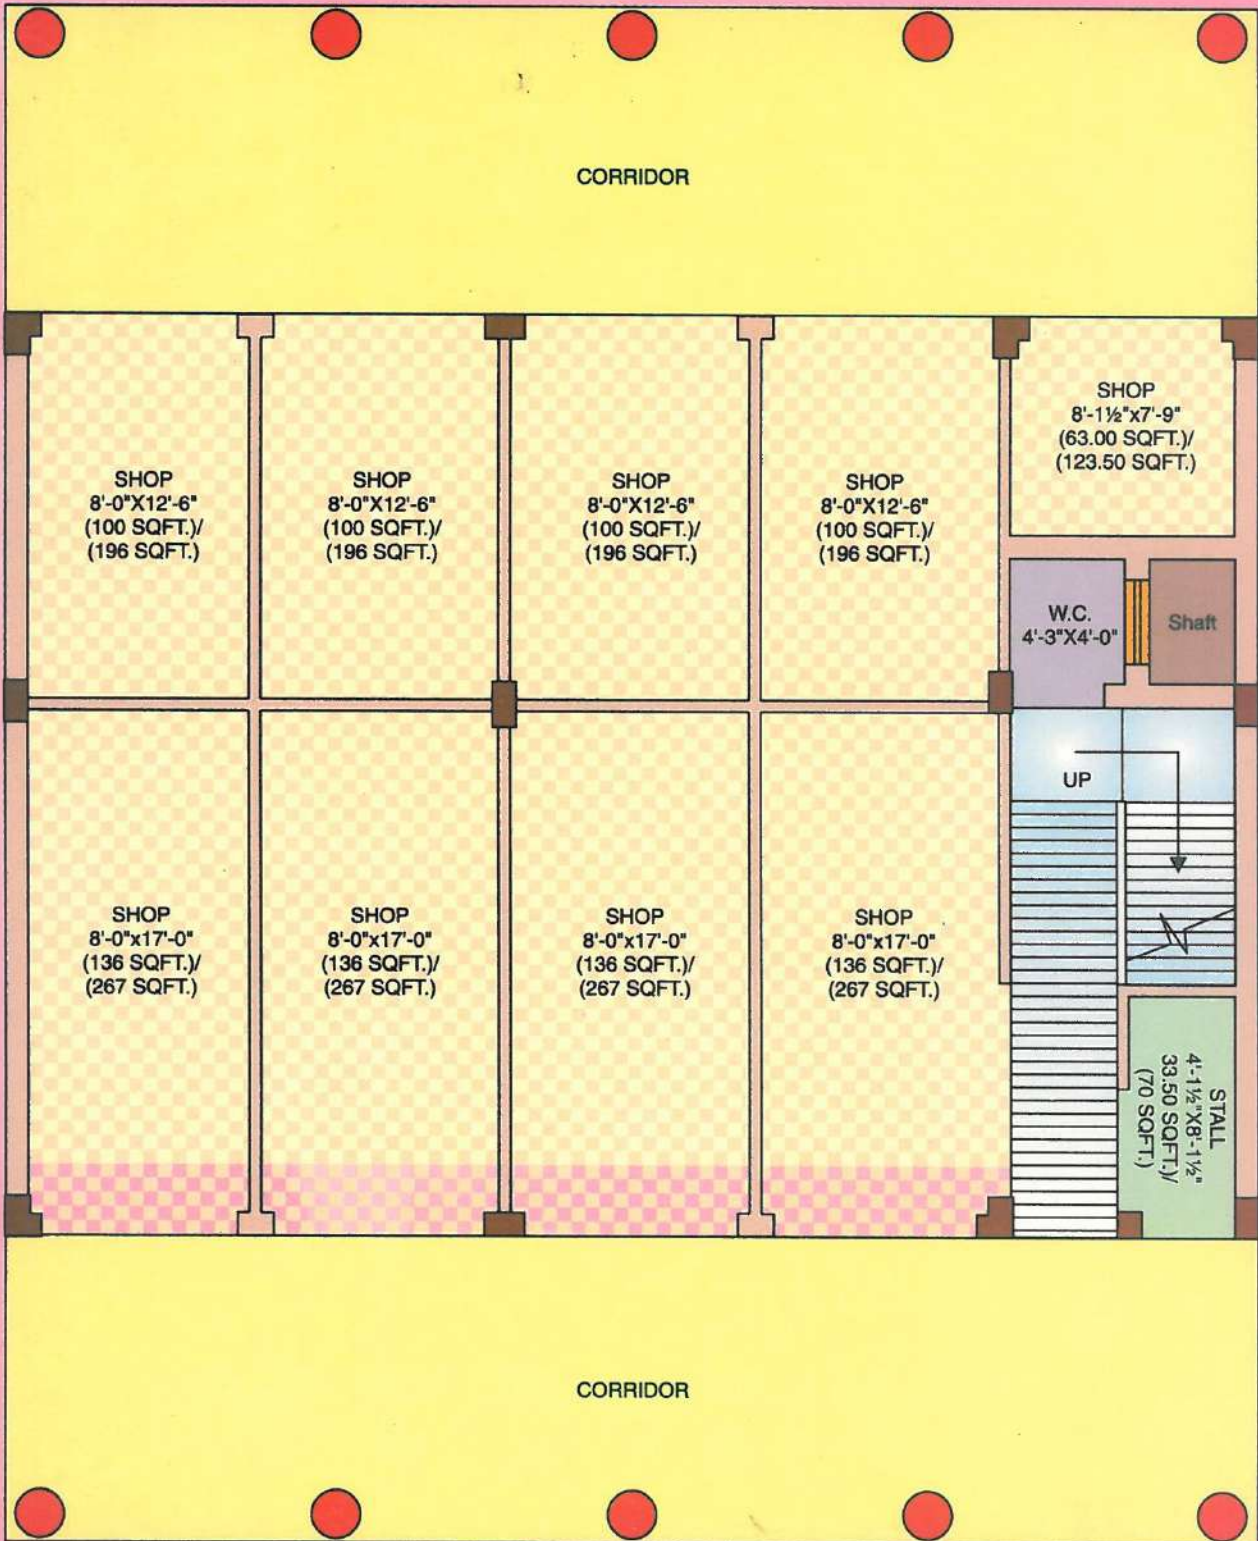 CORRIDOR
SHOP
8'-0"X12'-6"
(100 SQFT.)/
(196 SQFT.)
SHOP
8'-0"X12'-6"
(100 SQFT.)/
(196 SQFT.)
SHOP
8'-0"X12'-6"
(100 SQFT.)/
(196 SQFT.)
SHOP
8'-0"X12'-6"
(100 SQFT.)/
(196 SQFT.)
SHOP
8'-1½"x7'-9"
(63.00 SQFT.)/
(123.50 SQFT.)
W.C.
4'-3"X4'-0"
Shaft
UP
SHOP
8'-0"x17'-0"
(136 SQFT.)/
(267 SQFT.)
SHOP
8'-0"x17'-0"
(136 SQFT.)/
(267 SQFT.)
SHOP
8'-0"x17'-0"
(136 SQFT.)/
(267 SQFT.)
SHOP
8'-0"x17'-0"
(136 SQFT.)/
(267 SQFT.)
STALL
4'-1½"X8'-1½"
33.50 SQFT.)/
(70 SQFT.)
CORRIDOR